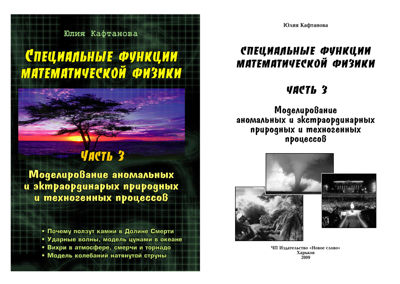 Юлия Кафтанова
СПЕЦИАЛЬНЫЕ ФУНКЦИИ
МАТЕМАТИЧЕСКОЙ ФИЗИКИ
ЧАСТЬ 3
Моделирование аномальных
и экстраординарых природных
и техногенных процессов
• Почему ползут камни в Долине Смерти
• Ударные волны, модель цунами в океане
• Вихри в атмосфере, смерчи и торнадо
• Модель колебаний натянутой струны
Юлия Кафтанова
СПЕЦИАЛЬНЫЕ ФУНКЦИИ
МАТЕМАТИЧЕСКОЙ ФИЗИКИ
ЧАСТЬ 3
Моделирование
аномальных и экстраординарных
природных и техногенных
процессов
ЧП Издательство «Новое слово»
Харьков
2009